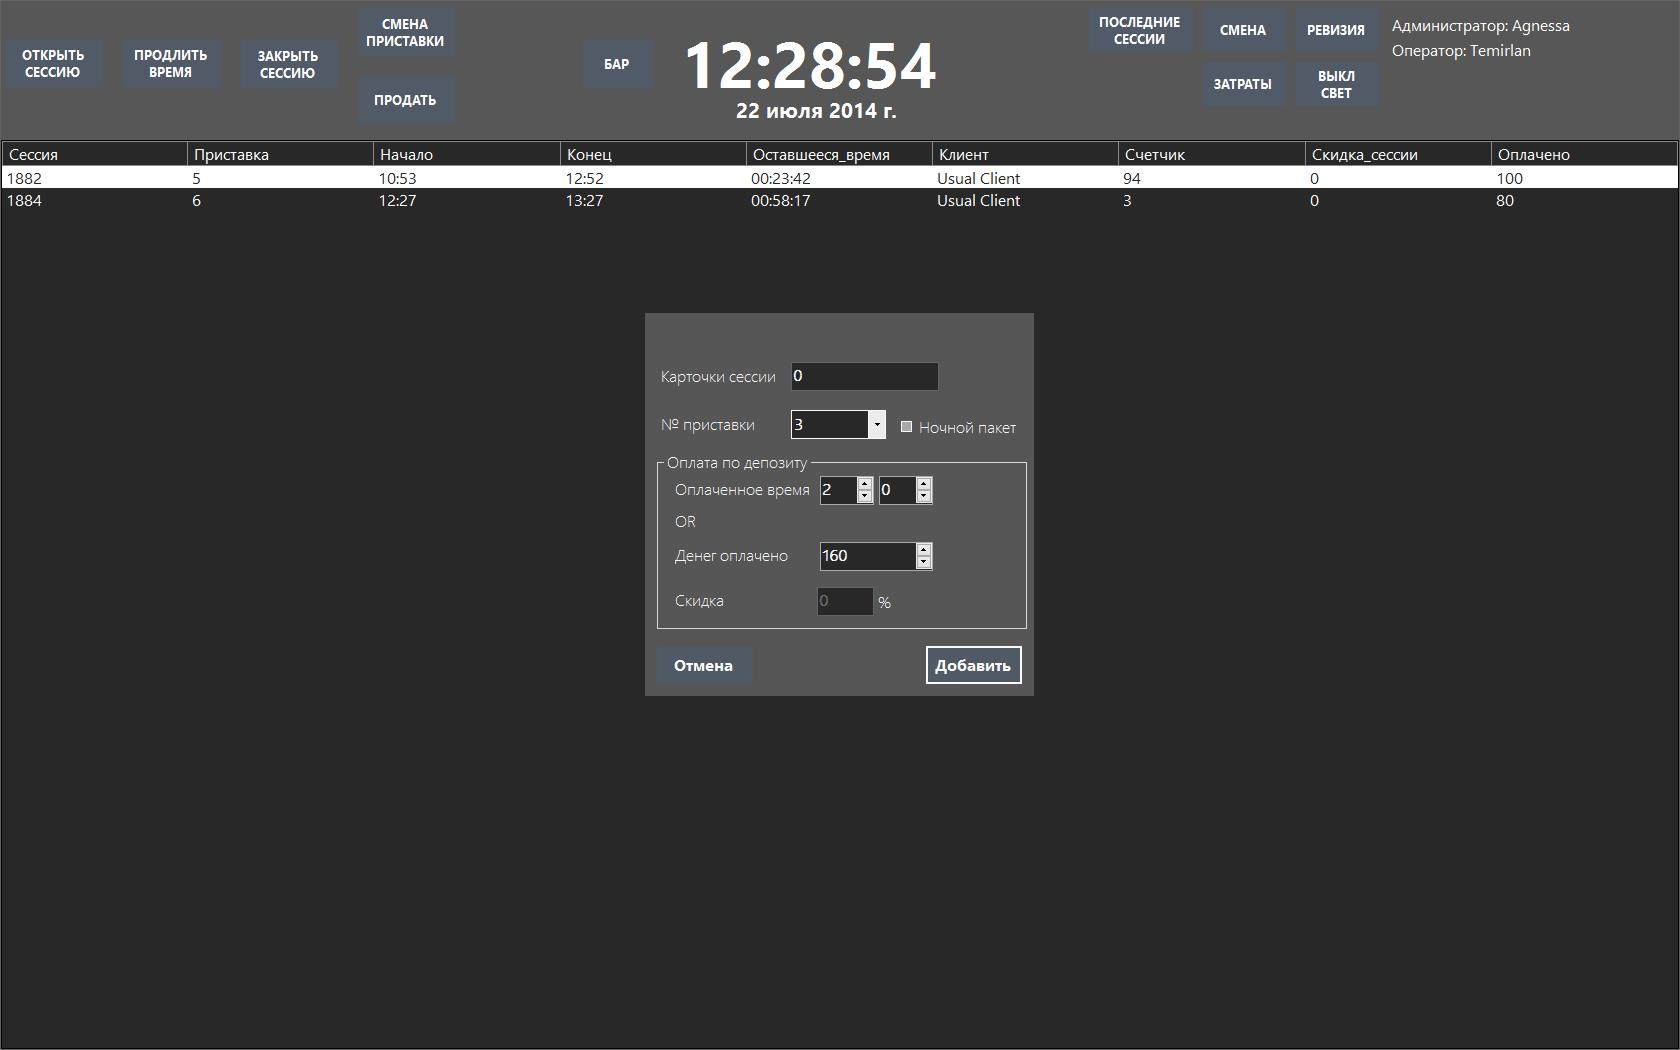 ОТКРЫТЬ
СЕССИЮ
ПРОДЛИТЬ
ВРЕМЯ
ЗАКРЫТЬ
СЕССИЮ
СМЕНА
ПРИСТАВКИ
ПРОДАТЬ
БАР
12:28:54
22 июля 2014 г.
ПОСЛЕДНИЕ
СЕССИИ
СМЕНА
РЕВИЗИЯ
ЗАТРАТЫ
ВЫКЛ
СВЕТ
Администратор: Agnessa
Оператор: Temirlan
Сессия Приставка Начало Конец Оставшееся_время Клиент Счетчик Скидка_сессии Оплачено
1882 5 10:53 12:52 00:23:42 Usual Client 94 0 100
1884 6 12:27 13:27 00:58:17 Usual Client 3 0 80
Карточки сессии 0
№ приставки 3 Ночной пакет
Оплата по депозиту
Оплаченное время 2 0
OR
Денег оплачено 160
Скидка 0 %
Отмена Добавить